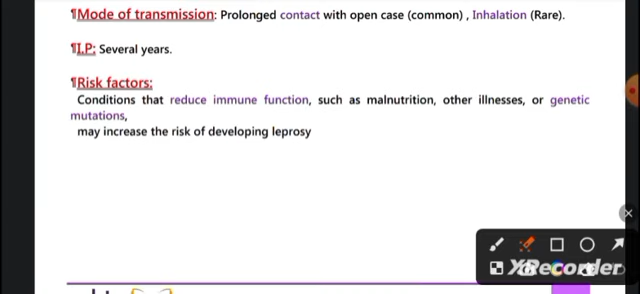 ¶Mode of transmission: Prolonged contact with open case (common) , Inhalation (Rare).
¶I.P: Several years.
¶Risk factors:
Conditions that reduce immune function, such as malnutrition, other illnesses, or genetic
mutations,
may increase the risk of developing leprosy
XRecorder